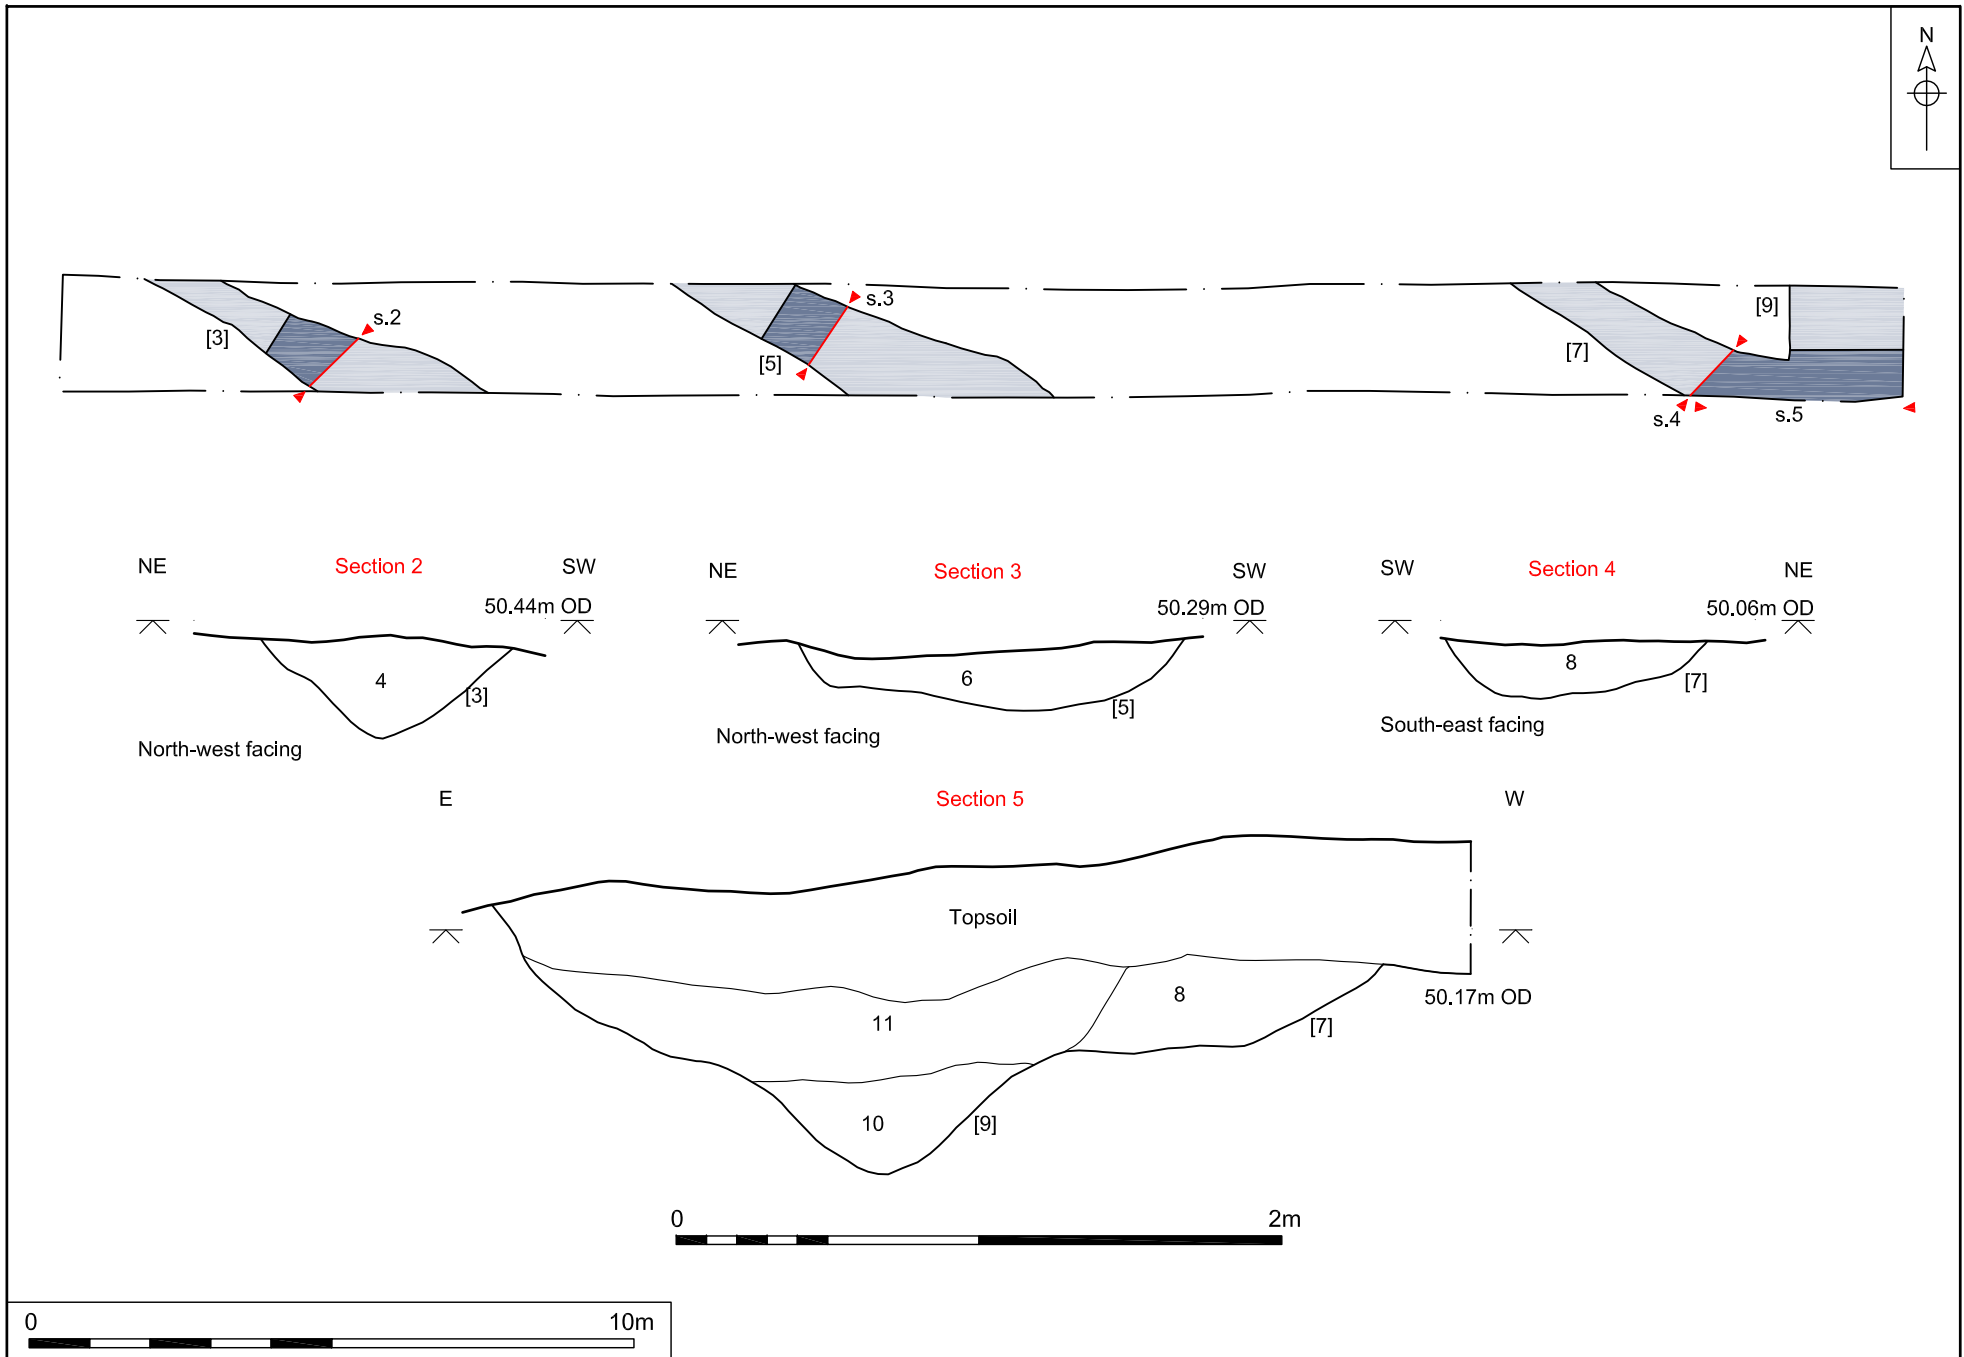 N
s.2
s.3
[3]
[5]
[7]
[9]
s.4
s.5
NE Section 2 SW
50.44m OD
4
[3]
North-west facing
NE Section 3 SW
50.29m OD
6
[5]
North-west facing
SW Section 4 NE
50.06m OD
8
[7]
South-east facing
E Section 5 W
Topsoil
8
50.17m OD
11
[7]
10
[9]
0 2m
0 10m